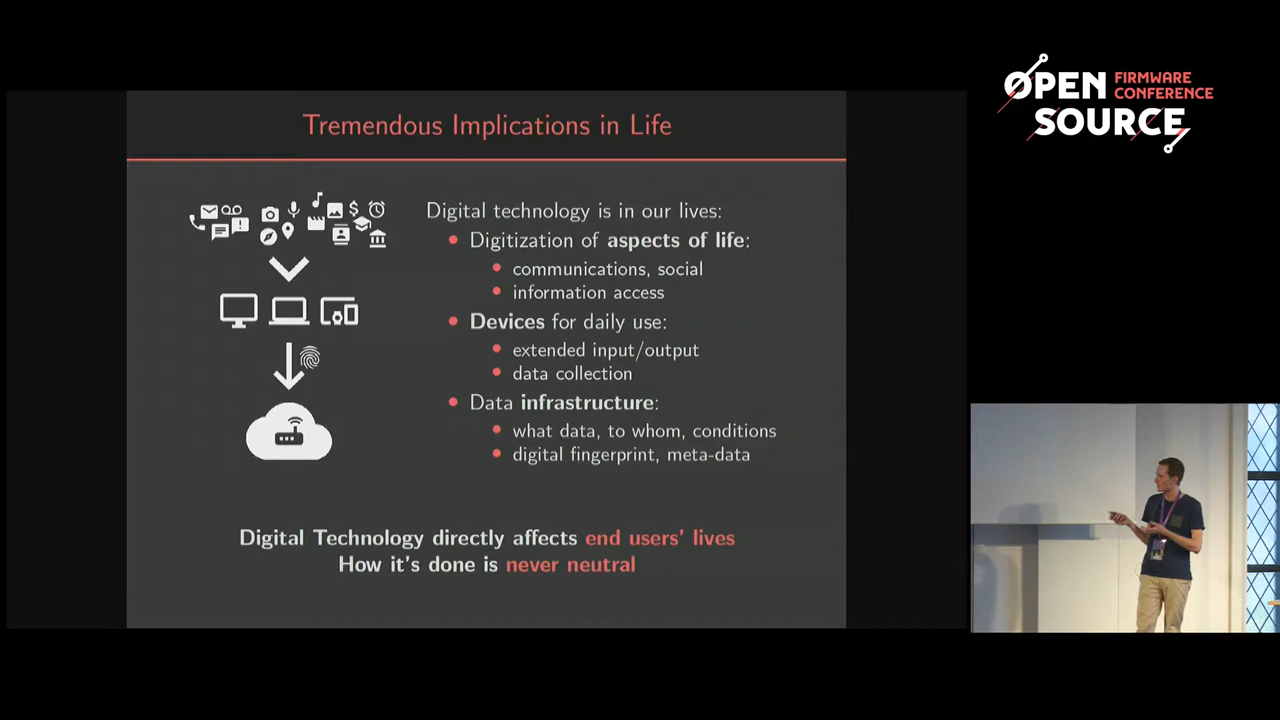 Tremendous Implications in Life
Digital technology is in our lives:
• Digitization of aspects of life:
• communications, social
• information access
• Devices for daily use:
• extended input/output
• data collection
• Data infrastructure:
• what data, to whom, conditions
• digital fingerprint, meta-data
Digital Technology directly affects end users' lives
How it's done is never neutral
OPEN FIRMWARE
CONFERENCE
SOURCE